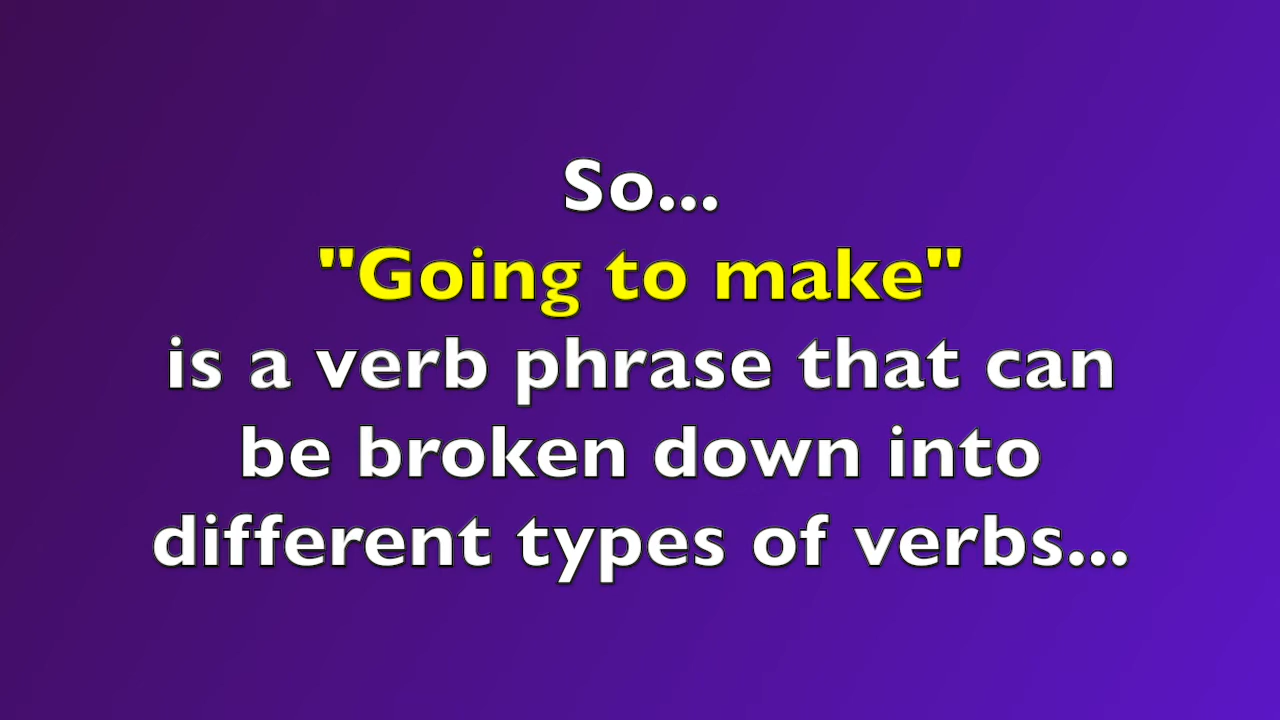 So...
"Going to make"
is a verb phrase that can
be broken down into
different types of verbs...